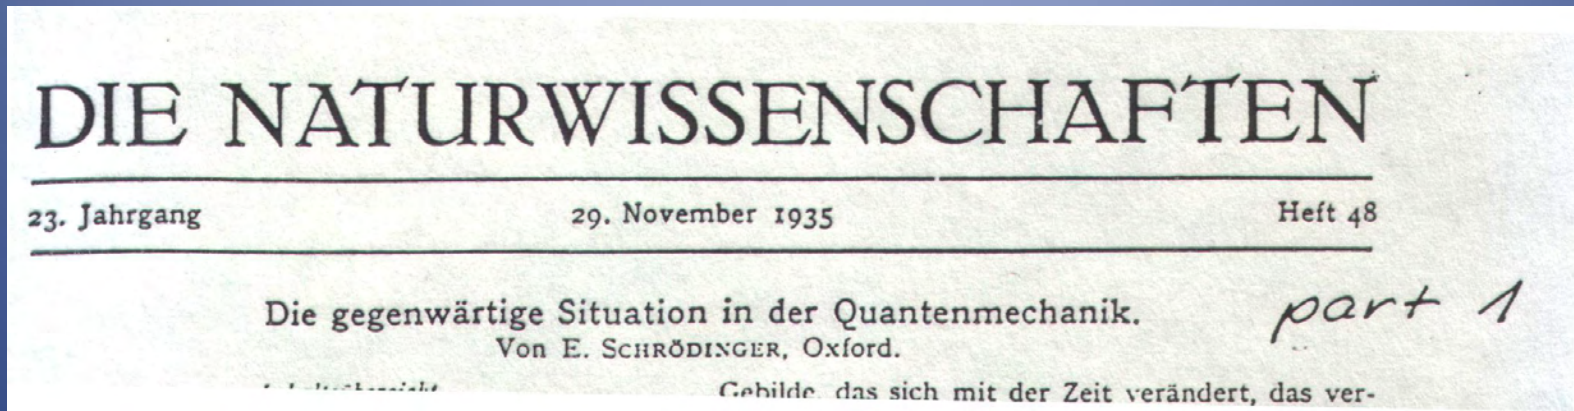 DIE NATURWISSENSCHAFTEN
23. Jahrgang 29. November 1935 Heft 48
Die gegenwärtige Situation in der Quantenmechanik.
part 1
Von E. SCHRÖDINGER, Oxford.
Gebilde, das sich mit der Zeit verändert, das ver-